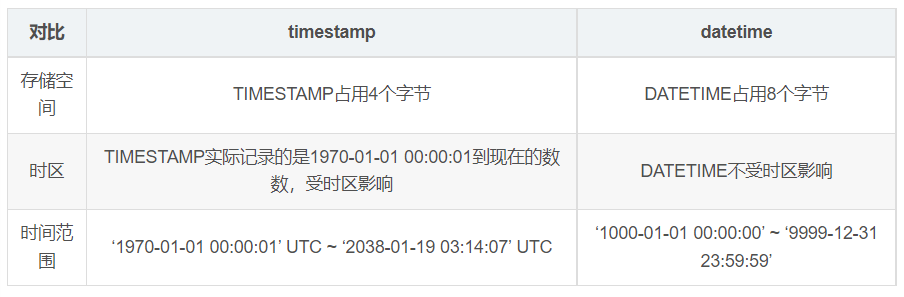 对比 timestamp datetime
存储空
间
TIMESTAMP占用4个字节
DATETIME占用8个字节
时区
TIMESTAMP实际记录的是1970-01-01 00:00:01到现在的数
数，受时区影响
DATETIME不受时区影响
时间范
围
‘1970-01-01 00:00:01’ UTC ~ ‘2038-01-19 03:14:07’ UTC
‘1000-01-01 00:00:00’ ~ ‘9999-12-31
23:59:59’